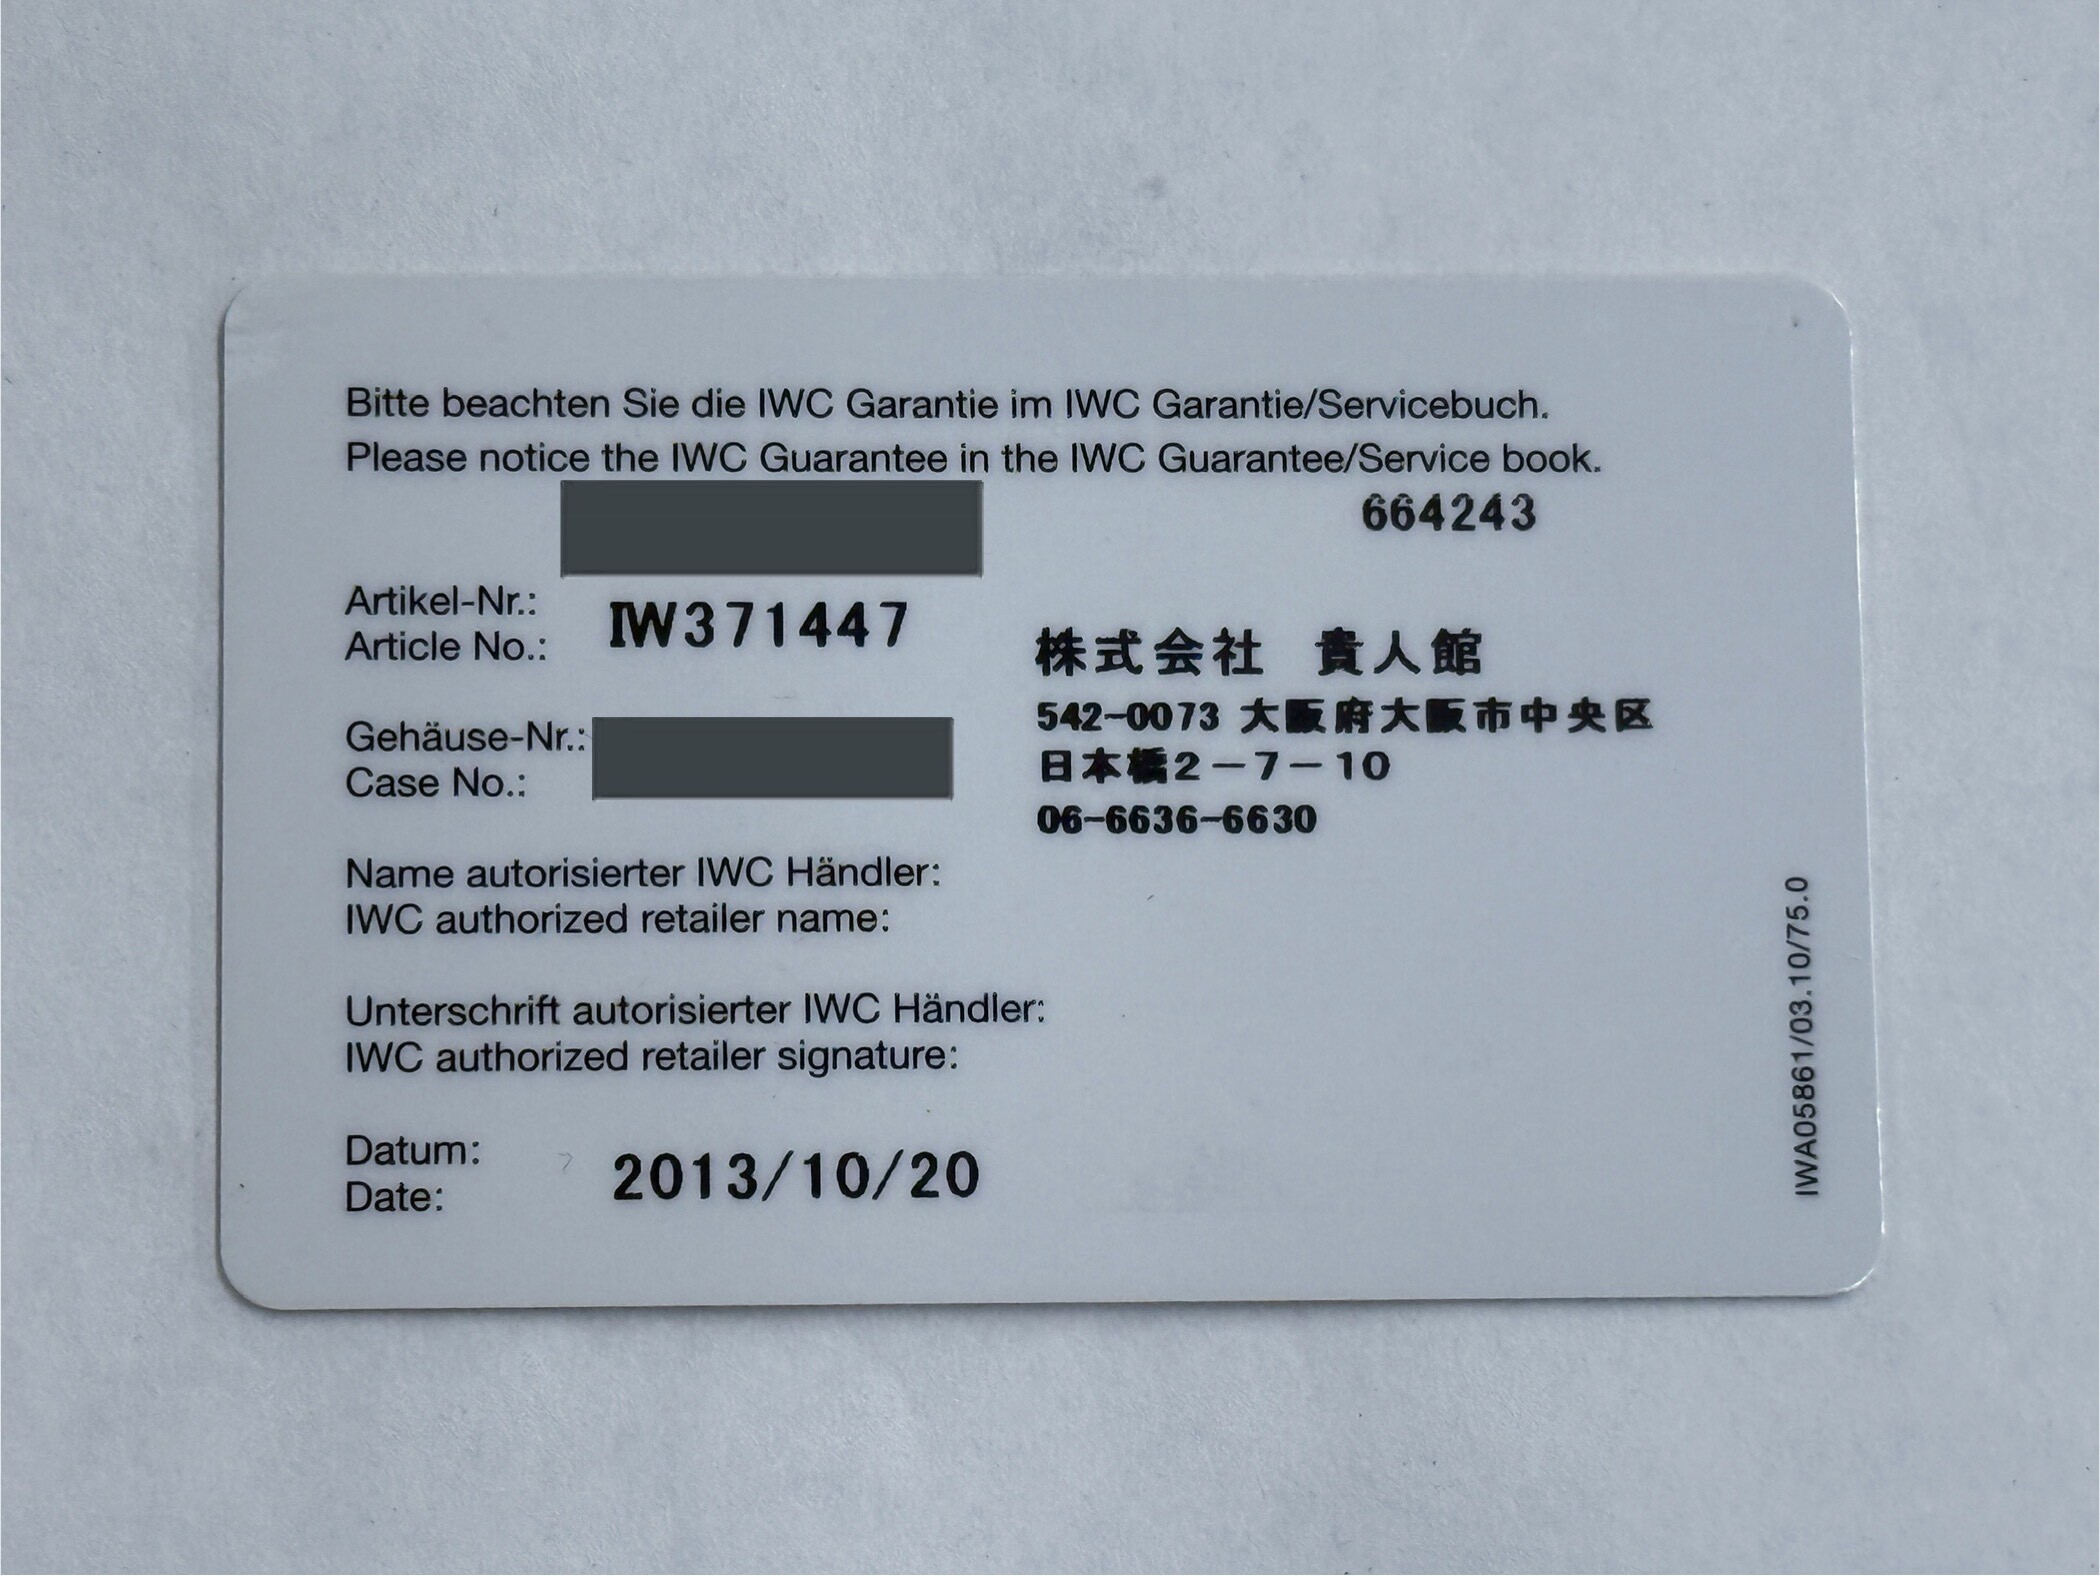 Bitte beachten Sie die IWC Garantie im IWC Garantie/Servicebuch.
Please notice the IWC Guarantee in the IWC Guarantee/Service book.
664243
Artikel-Nr.:
Article No.:
IW371447
株式会社 貴人館
542-0073 大阪府大阪市中央区
日本橋2-7-10
06-6636-6630
Gehäuse-Nr.:
Case No.:
Name autorisierter IWC Händler:
IWC authorized retailer name:
Unterschrift autorisierter IWC Händler:
IWC authorized retailer signature:
Datum:
Date:
2013/10/20
IWA05861/03.10/75.0